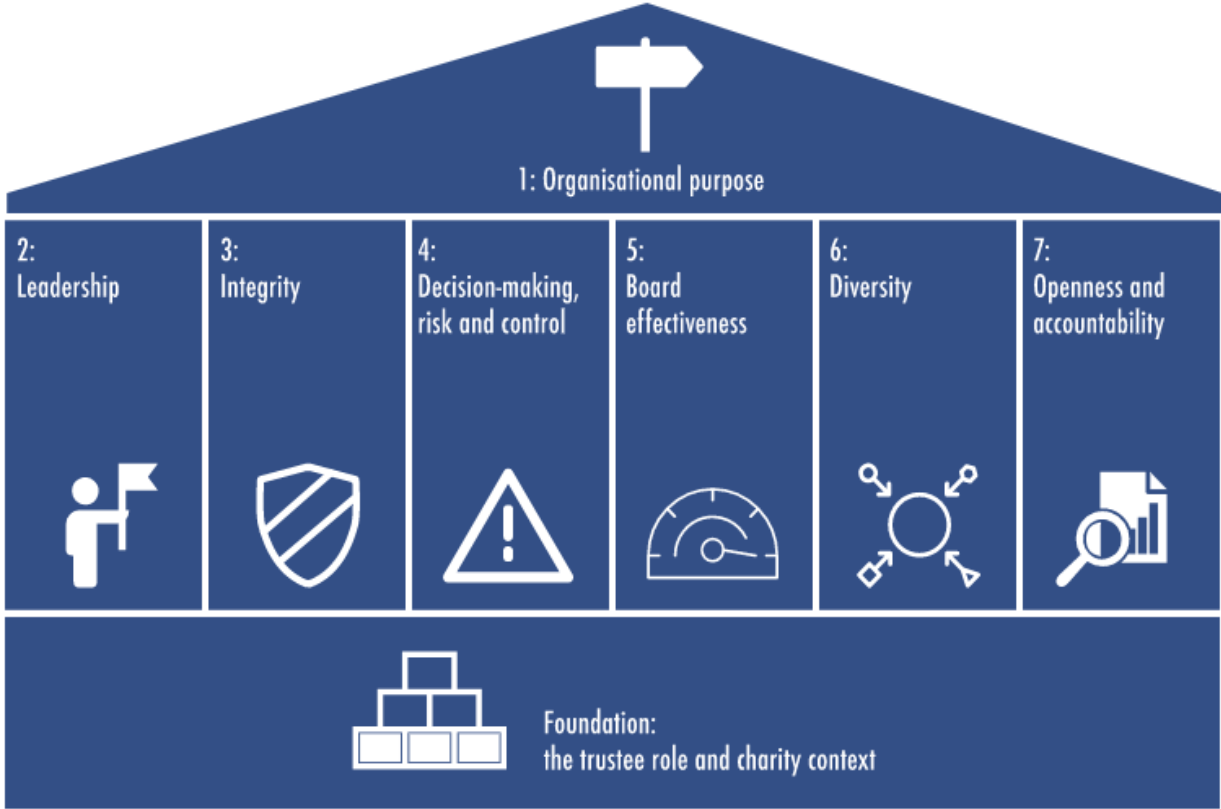 1: Organisational purpose
2:
Leadership
3:
Integrity
4:
Decision-making,
risk and control
5:
Board
effectiveness
6:
Diversity
7:
Openness and
accountability
Foundation:
the trustee role and charity context